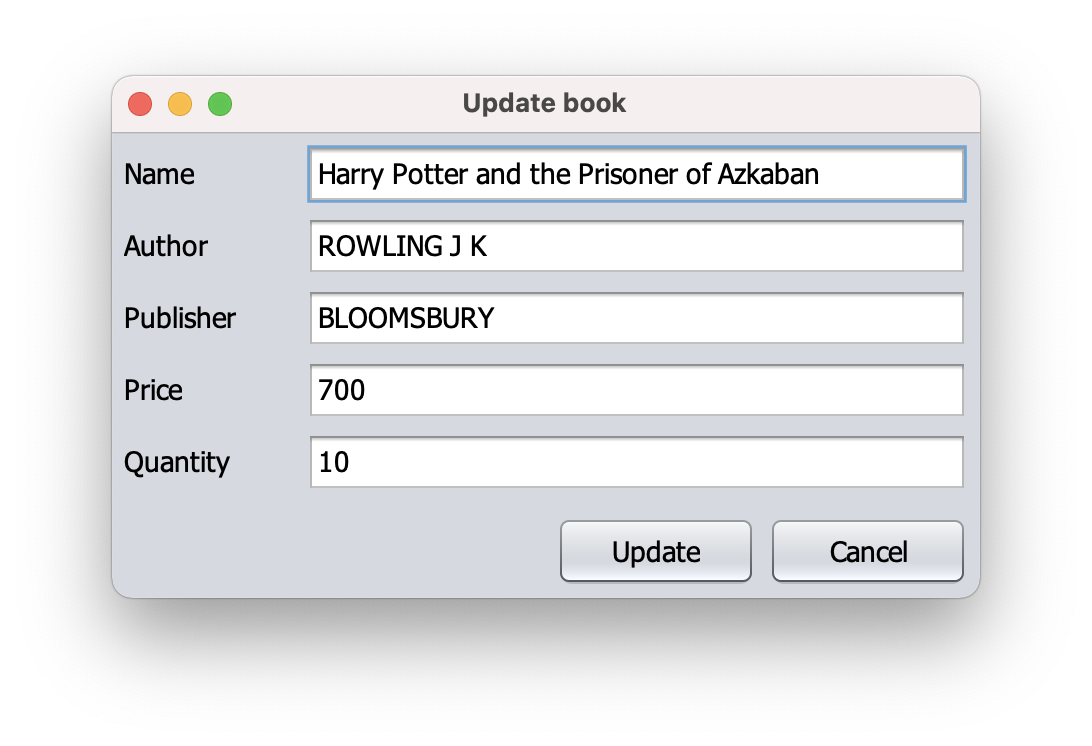 Update book
Name Harry Potter and the Prisoner of Azkaban
Author ROWLING J K
Publisher BLOOMSBURY
Price 700
Quantity 10
Update Cancel